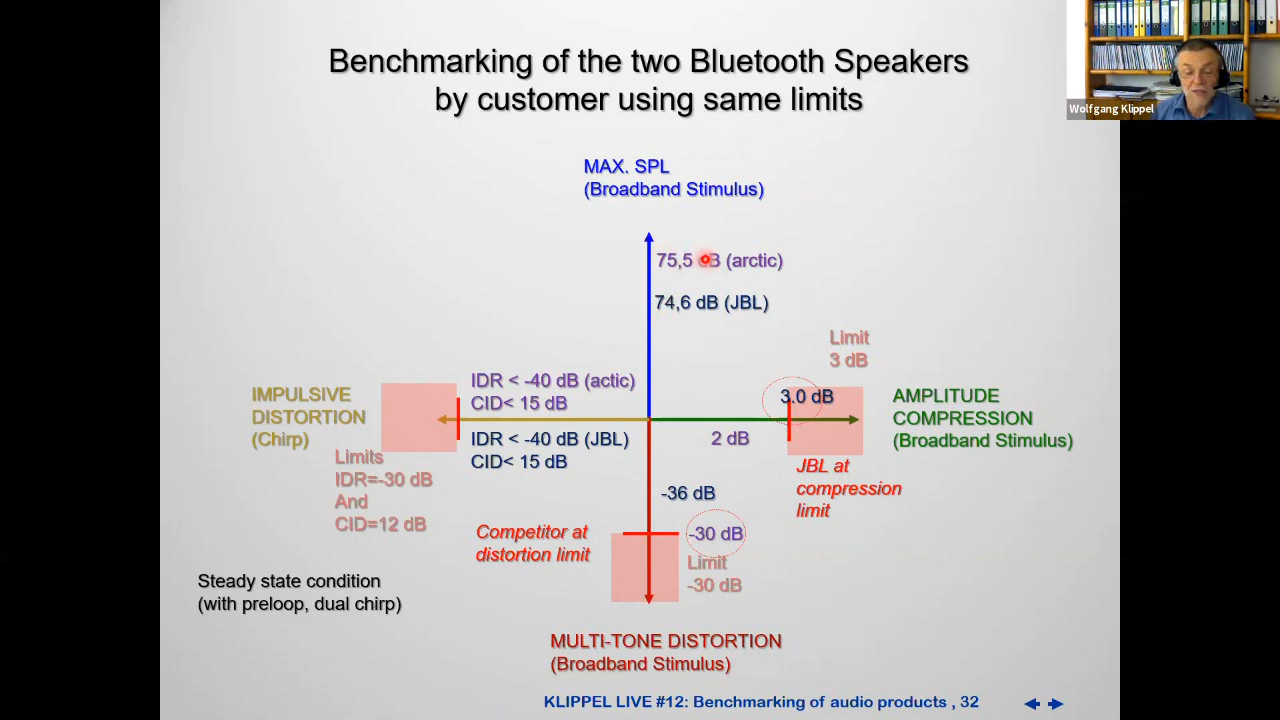 Benchmarking of the two Bluetooth Speakers
by customer using same limits
Wolfgang Klippel
MAX. SPL
(Broadband Stimulus)
75,5 dB (arctic)
74,6 dB (JBL)
Limit
3 dB
IMPULSIVE
DISTORTION
(Chirp)
IDR < -40 dB (actic)
CID< 15 dB
3.0 dB
AMPLITUDE
COMPRESSION
(Broadband Stimulus)
IDR < -40 dB (JBL)
CID< 15 dB
2 dB
Limits
IDR=-30 dB
And
CID=12 dB
JBL at
compression
limit
-36 dB
Competitor at
distortion limit
-30 dB
Limit
-30 dB
Steady state condition
(with preloop, dual chirp)
MULTI-TONE DISTORTION
(Broadband Stimulus)
KLIPPEL LIVE #12: Benchmarking of audio products , 32